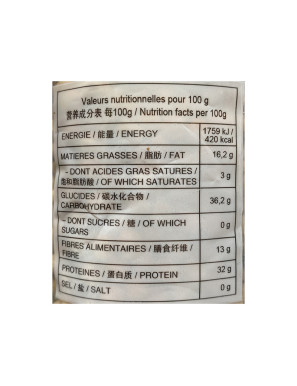 Valeurs nutritionnelles pour 100 g
营养成分表 每100g / Nutrition facts per 100g
ENERGIE / 能量 / ENERGY 1759 kJ / 420 kcal
MATIERES GRASSES / 脂肪 / FAT 16,2 g
- DONT ACIDES GRAS SATURES /
饱和脂肪酸 / OF WHICH SATURATES 3 g
GLUCIDES / 碳水化合物 /
CARBOHYDRATE 36,2 g
- DONT SUCRES / 糖 / OF WHICH
SUGARS 0 g
FIBRES ALIMENTAIRES / 膳食纤维 /
FIBRE 13 g
PROTEINES / 蛋白质 / PROTEIN 32 g
SEL / 盐 / SALT 0 g